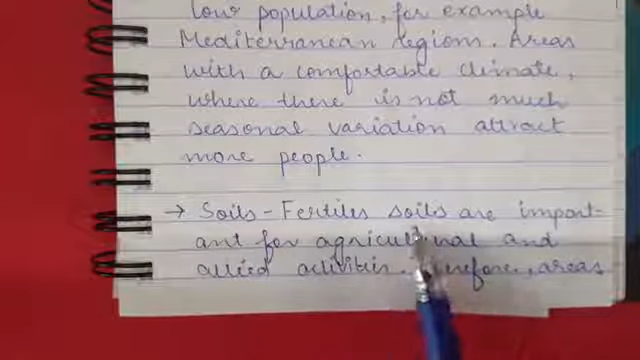 low population, for example
Mediterranean regions. Areas
with a comfortable climate,
where there is not much
seasonal variation attract
more people.
→ Soils - Fertiles soils are import-
ant for agricultural and
allied activities. Therefore, areas